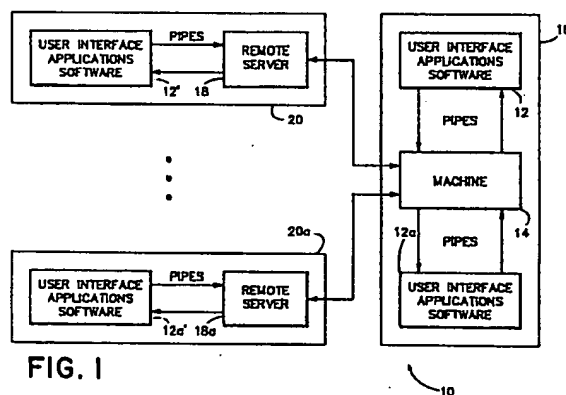 USER INTERFACE
APPLICATIONS
SOFTWARE
PIPES
REMOTE
SERVER
12'
18
20
USER INTERFACE
APPLICATIONS
SOFTWARE
PIPES
REMOTE
SERVER
12a'
18a
20a
USER INTERFACE
APPLICATIONS
SOFTWARE
12
PIPES
MACHINE
14
12a
PIPES
USER INTERFACE
APPLICATIONS
SOFTWARE
FIG. 1
10